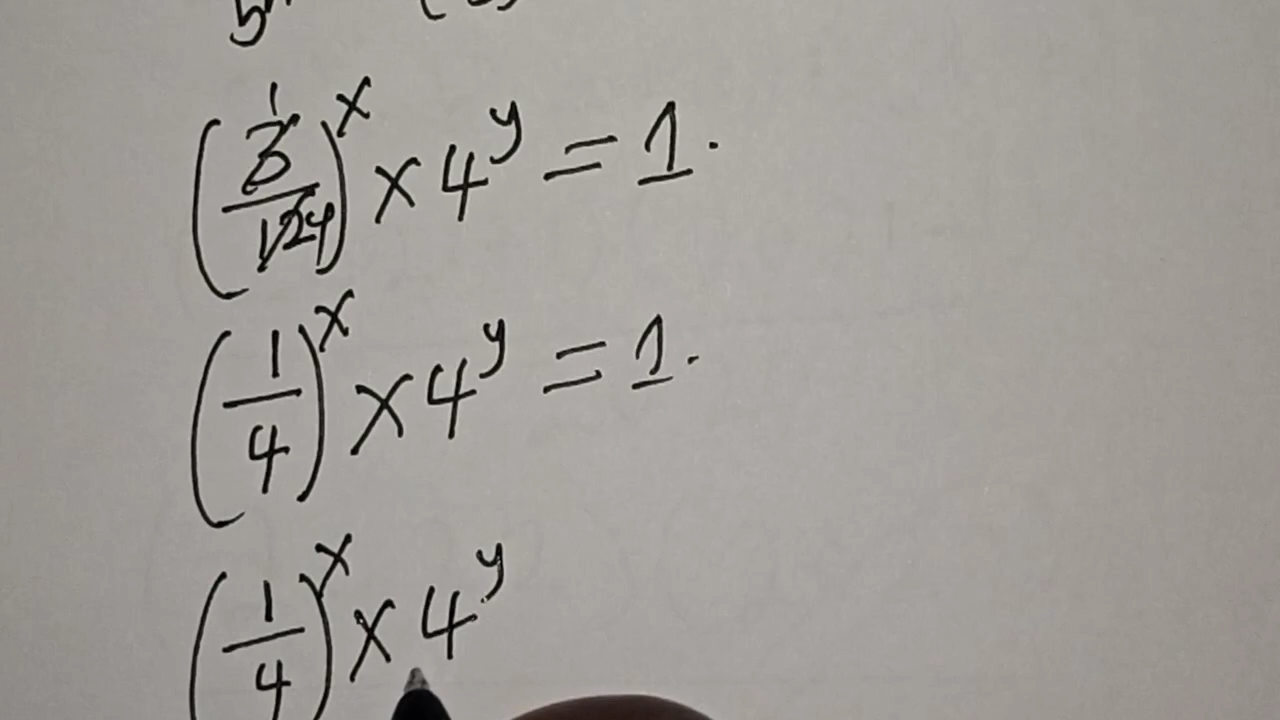 (3/12)^x × 4^y = 1.
(1/4)^x × 4^y = 1.
(1/4)^x × 4^y